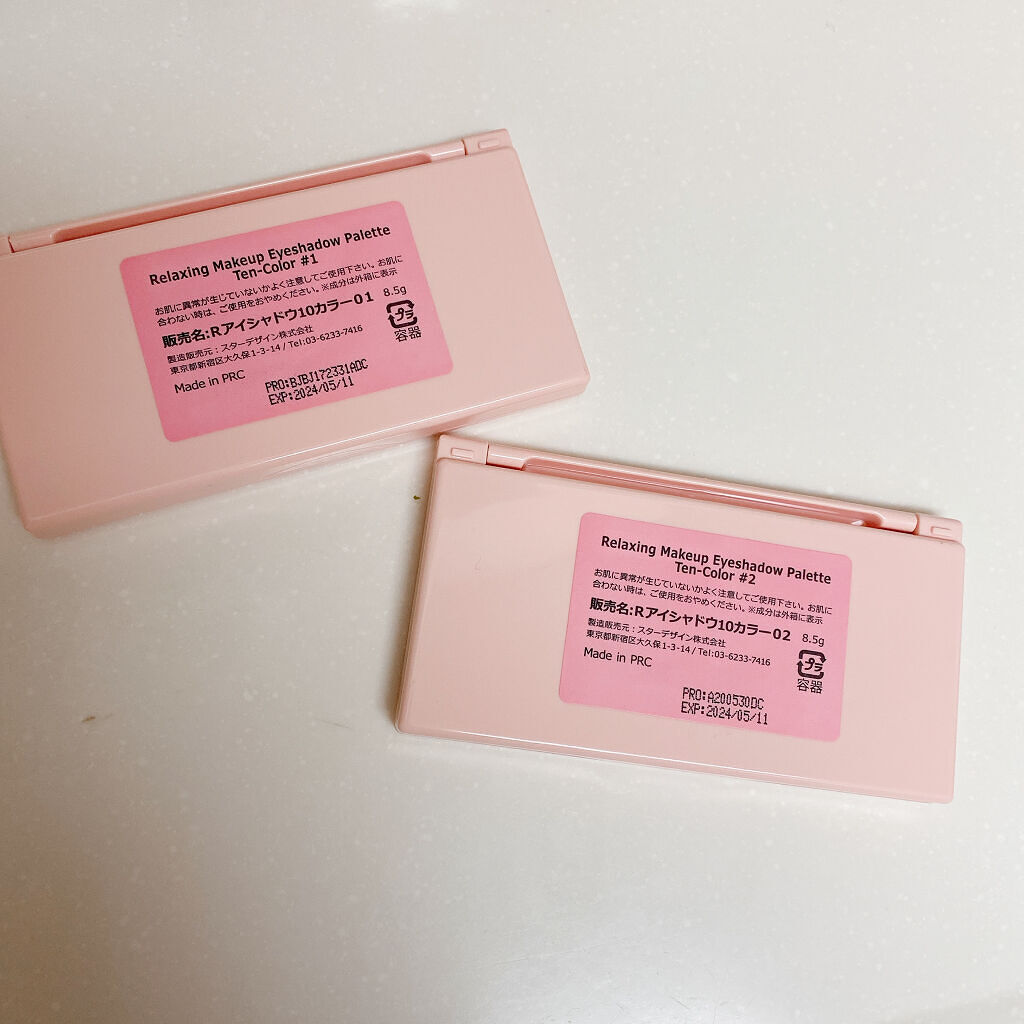 Relaxing Makeup Eyeshadow Palette
Ten-Color #1
お肌に異常が生じていないかよく注意してご使用下さい。お肌に
合わない時は、ご使用をおやめください。※成分は外箱に表示
販売名:Rアイシャドウ10カラー01 8.5g
製造販売元：スターデザイン株式会社
東京都新宿区大久保1-3-14 / Tel:03-6233-7416
プラ
容器
Made in PRC
PRO:BJBJ172331ADC
EXP:2024/05/11
Relaxing Makeup Eyeshadow Palette
Ten-Color #2
お肌に異常が生じていないかよく注意してご使用下さい。お肌に
合わない時は、ご使用をおやめください。※成分は外箱に表示
販売名:Rアイシャドウ10カラー02 8.5g
製造販売元：スターデザイン株式会社
東京都新宿区大久保1-3-14 / Tel:03-6233-7416
プラ
容器
Made in PRC
PRO:A200530DC
EXP:2024/05/11